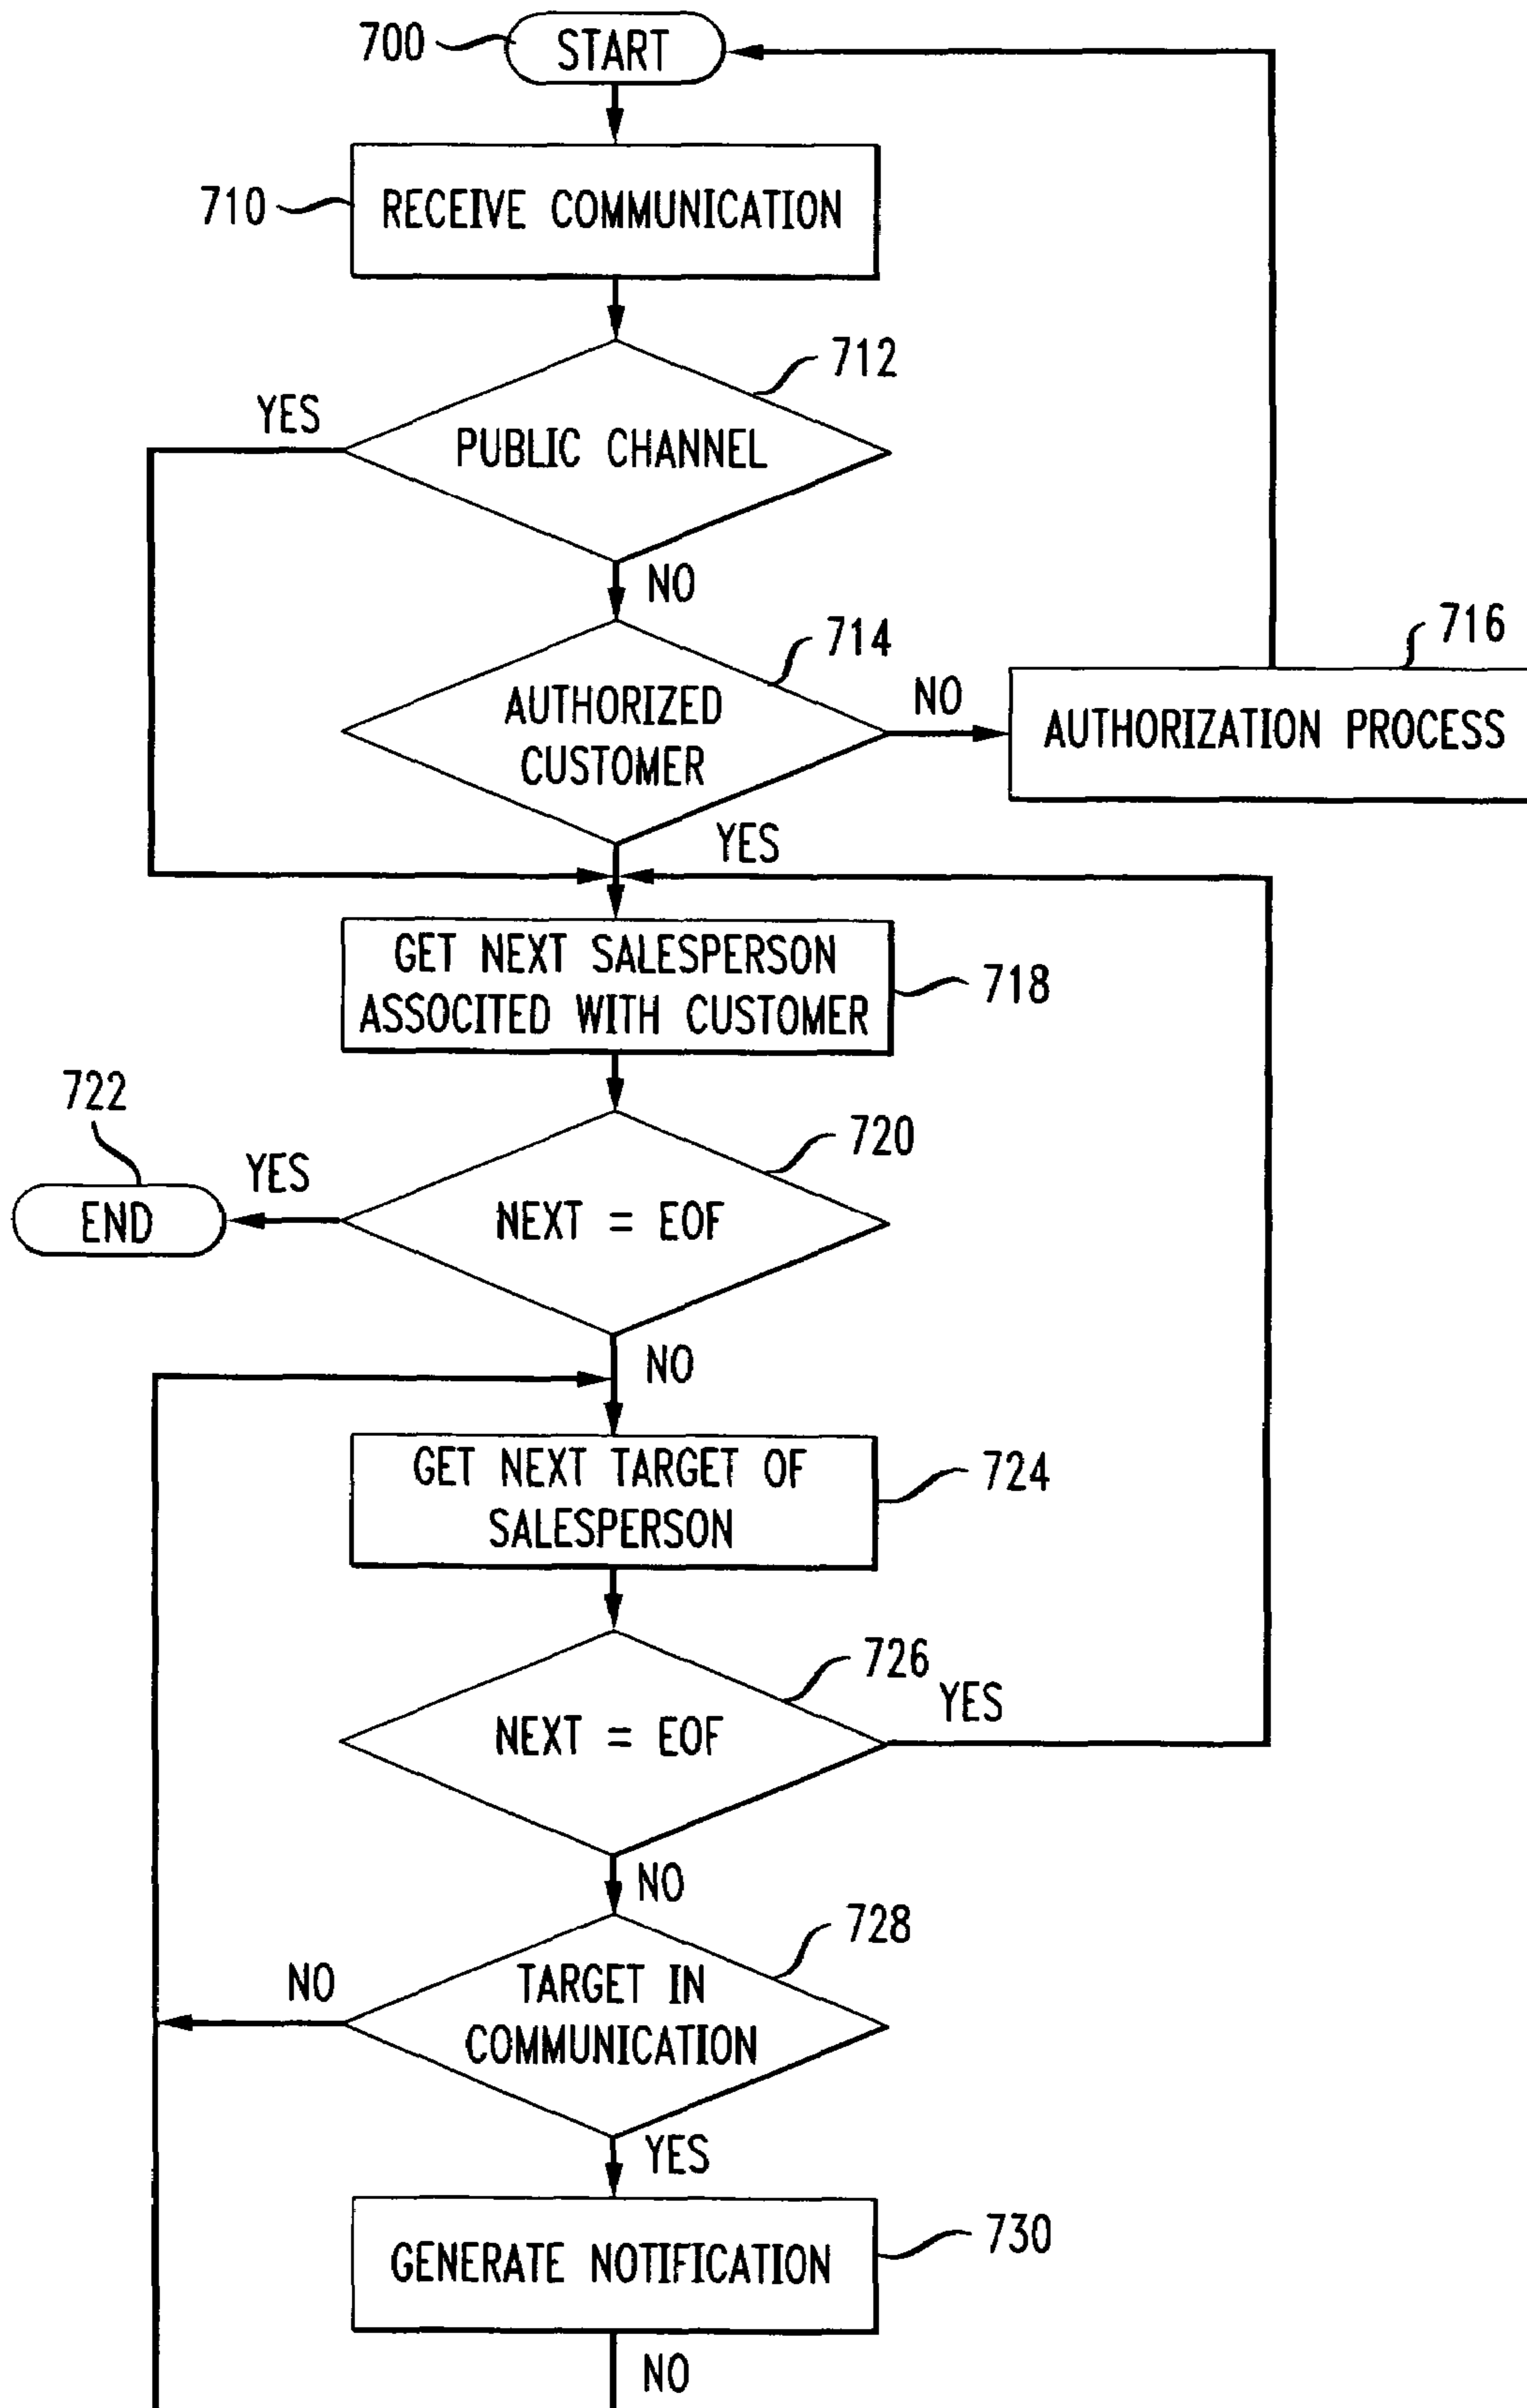 700
START
710
RECEIVE COMMUNICATION
712
YES
PUBLIC CHANNEL
NO
714
716
AUTHORIZED
CUSTOMER
NO
AUTHORIZATION PROCESS
YES
GET NEXT SALESPERSON
ASSOCITED WITH CUSTOMER
718
722
720
YES
END
NEXT = EOF
NO
GET NEXT TARGET OF
SALESPERSON
724
726
YES
NEXT = EOF
NO
728
NO
TARGET IN
COMMUNICATION
YES
730
GENERATE NOTIFICATION
NO